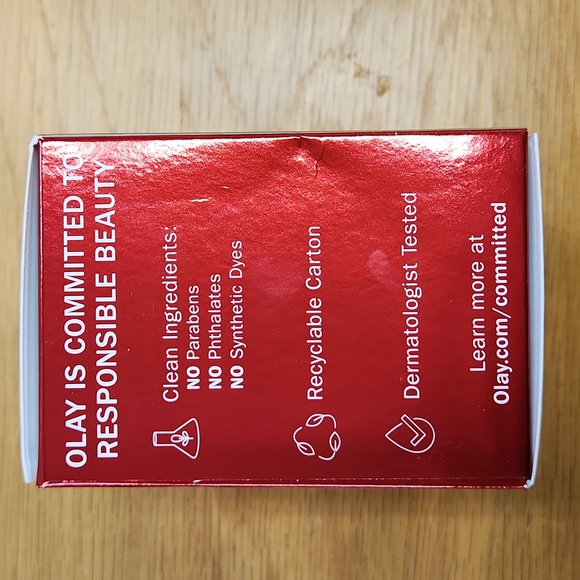 OLAY IS COMMITTED TO
RESPONSIBLE BEAUTY
Clean Ingredients:
NO Parabens
NO Phthalates
NO Synthetic Dyes
Recyclable Carton
Dermatologist Tested
Learn more at
Olay.com/committed